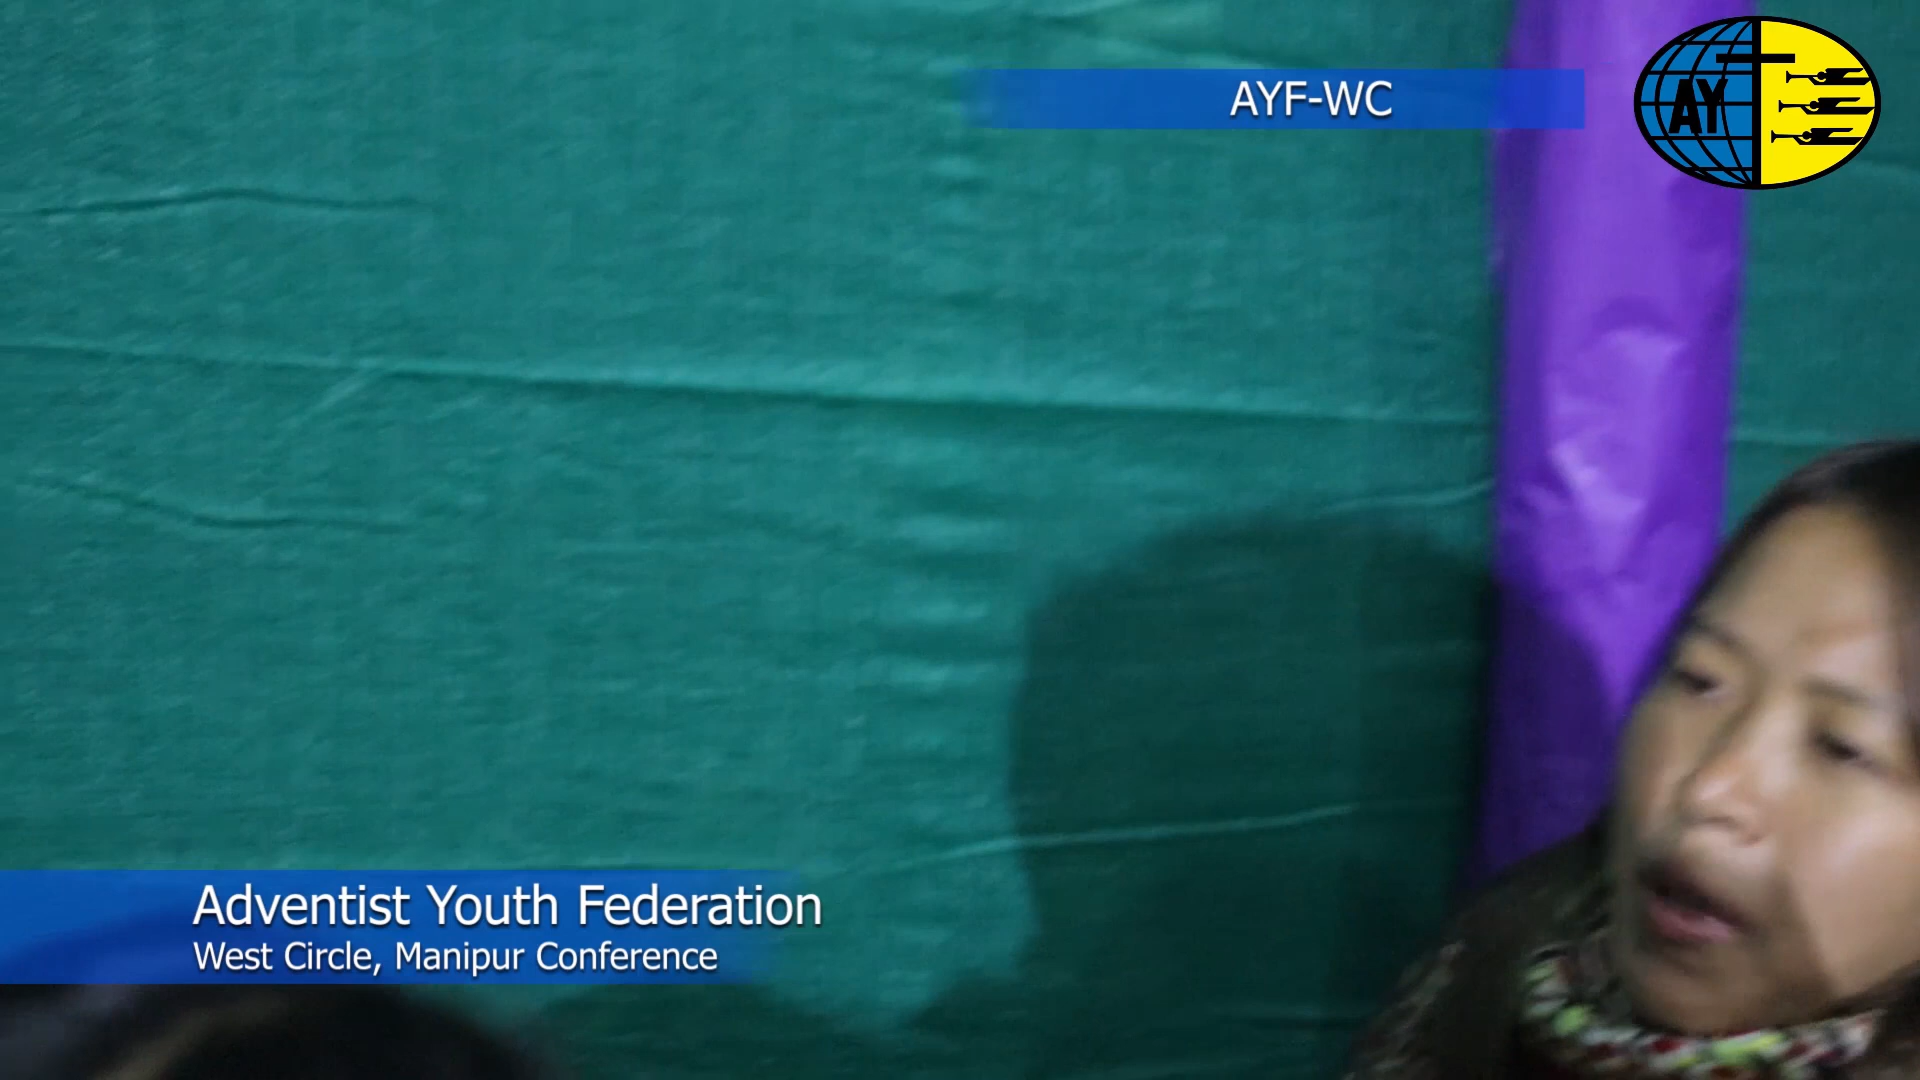 AYF-WC
AY
Adventist Youth Federation
West Circle, Manipur Conference